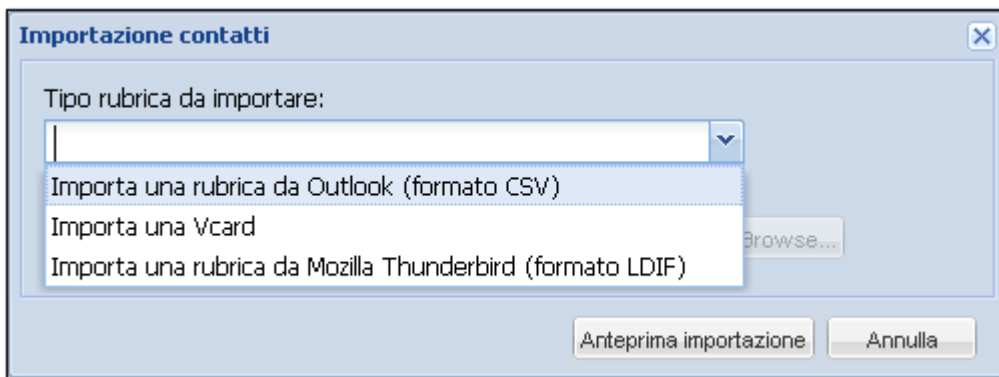 Importazione contatti
Tipo rubrica da importare:
Importa una rubrica da Outlook (formato CSV)
Importa una Vcard
Browse...
Importa una rubrica da Mozilla Thunderbird (formato LDIF)
Anteprima importazione
Annulla